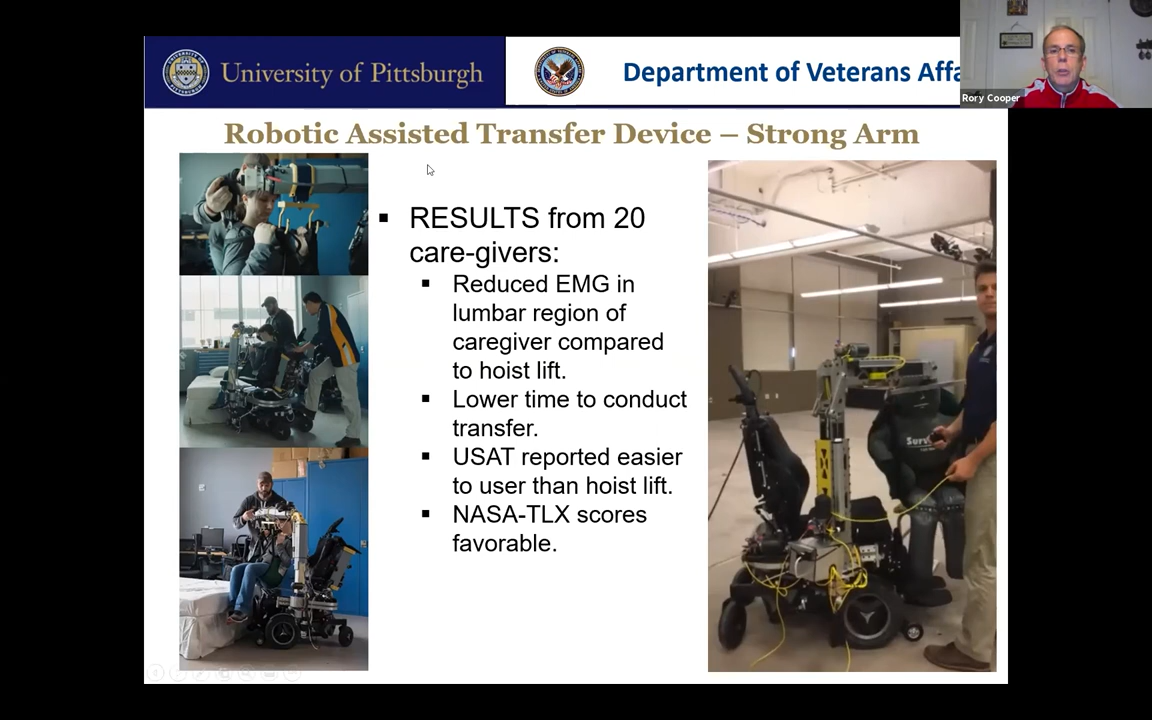 University of Pittsburgh
Department of Veterans Affa
Rory Cooper
Robotic Assisted Transfer Device – Strong Arm
▪ RESULTS from 20
care-givers:
▪ Reduced EMG in
lumbar region of
caregiver compared
to hoist lift.
▪ Lower time to conduct
transfer.
▪ USAT reported easier
to user than hoist lift.
▪ NASA-TLX scores
favorable.